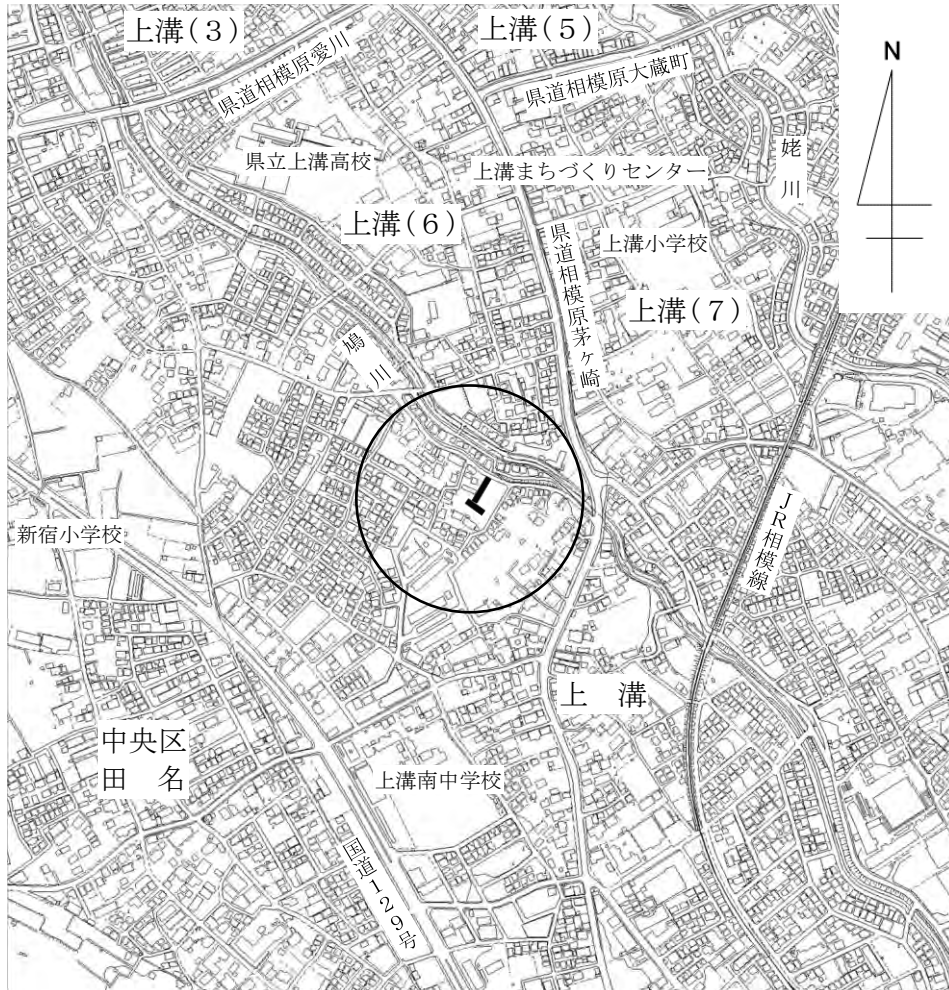 上溝(3)
上溝(5)
N
県道相模原愛川
県道相模原大蔵町
県立上溝高校
上溝まちづくりセンター
姥川
上溝(6)
上溝小学校
県道相模原茅ヶ崎
上溝(7)
鳩川
新宿小学校
JR相模線
上溝
中央区
田名
上溝南中学校
国道129号